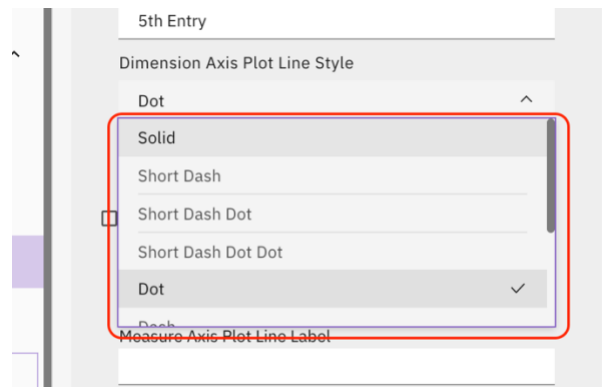 5th Entry
Dimension Axis Plot Line Style
Dot
Solid
Short Dash
Short Dash Dot
Short Dash Dot Dot
Dot
Dash
Measure Axis Plot Line Label